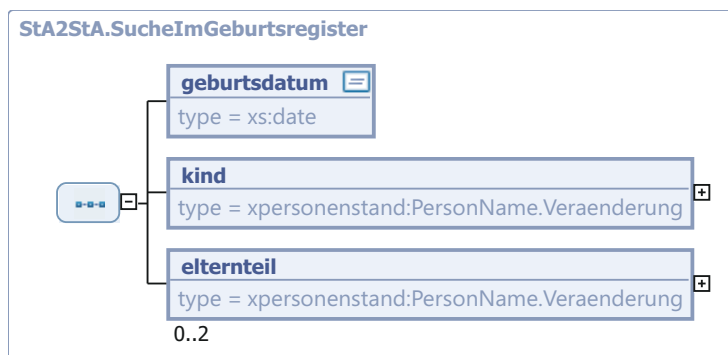 StA2StA.SucheImGeburtsregister
geburtsdatum
type = xs:date
kind
type = xpersonenstand:PersonName.Veraenderung
elternteil
type = xpersonenstand:PersonName.Veraenderung
0..2